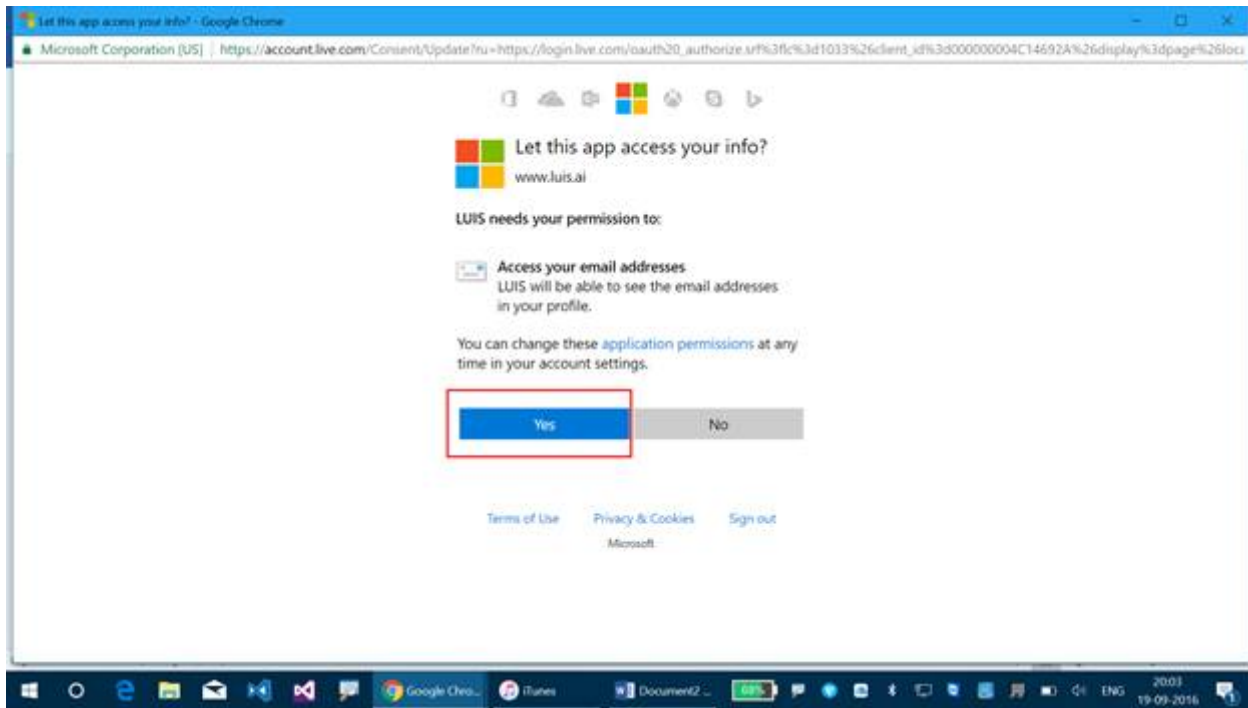 Let this app access your info? - Google Chrome
Microsoft Corporation [US] | https://account.live.com/Consent/Update?ru=https://login.live.com/oauth20_authorize.srf%3flc%3d1033%26client_id%3d000000004C14692A%26display%3dpage%26loca
Let this app access your info?
www.luis.ai
LUIS needs your permission to:
Access your email addresses
LUIS will be able to see the email addresses
in your profile.
You can change these application permissions at any
time in your account settings.
Yes No
Terms of Use Privacy & Cookies Sign out
Microsoft
Google Chro... iTunes Document2 - ... 68% ENG 20:03
19-09-2016